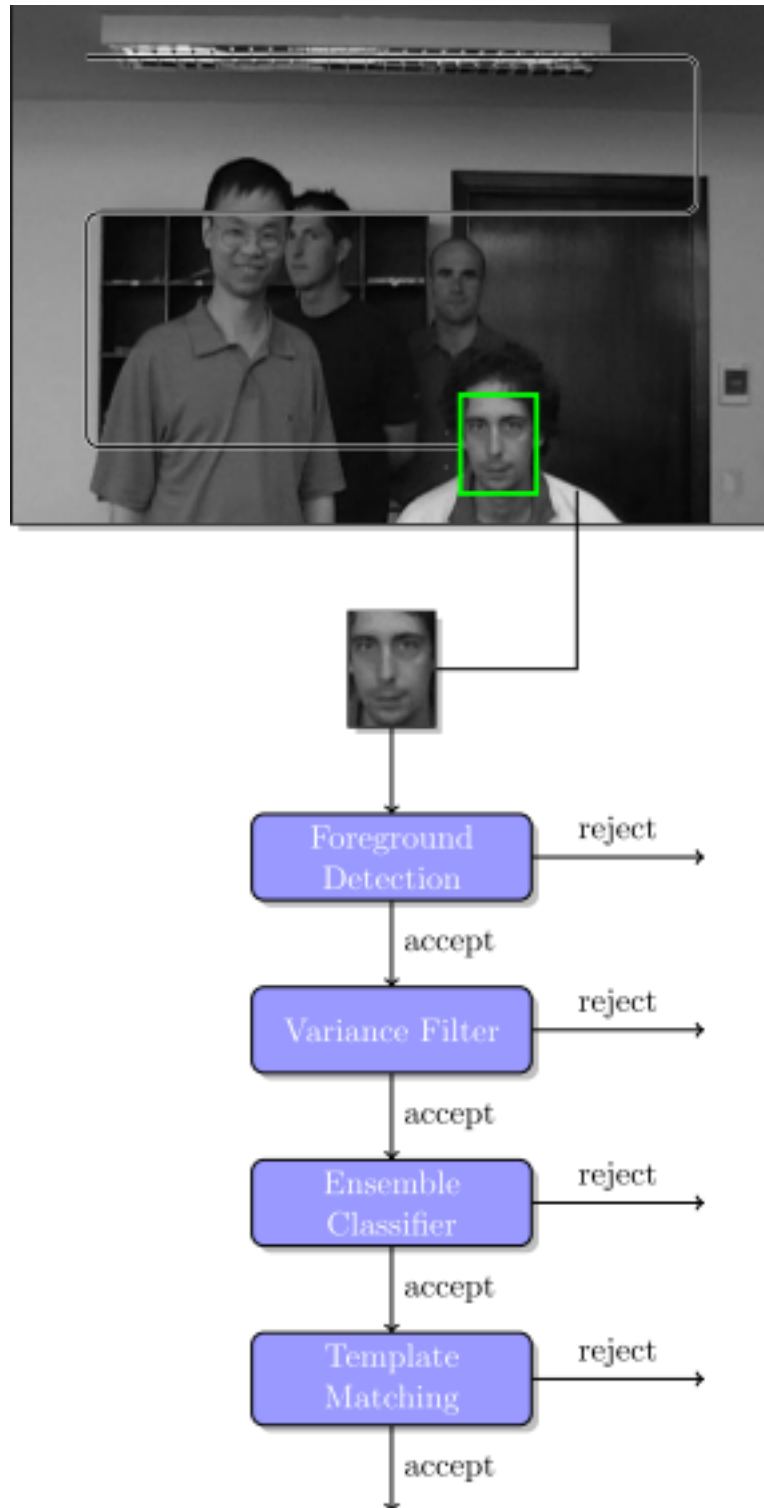 Foreground
Detection
reject
accept
Variance Filter
reject
accept
Ensemble
Classifier
reject
accept
Template
Matching
reject
accept